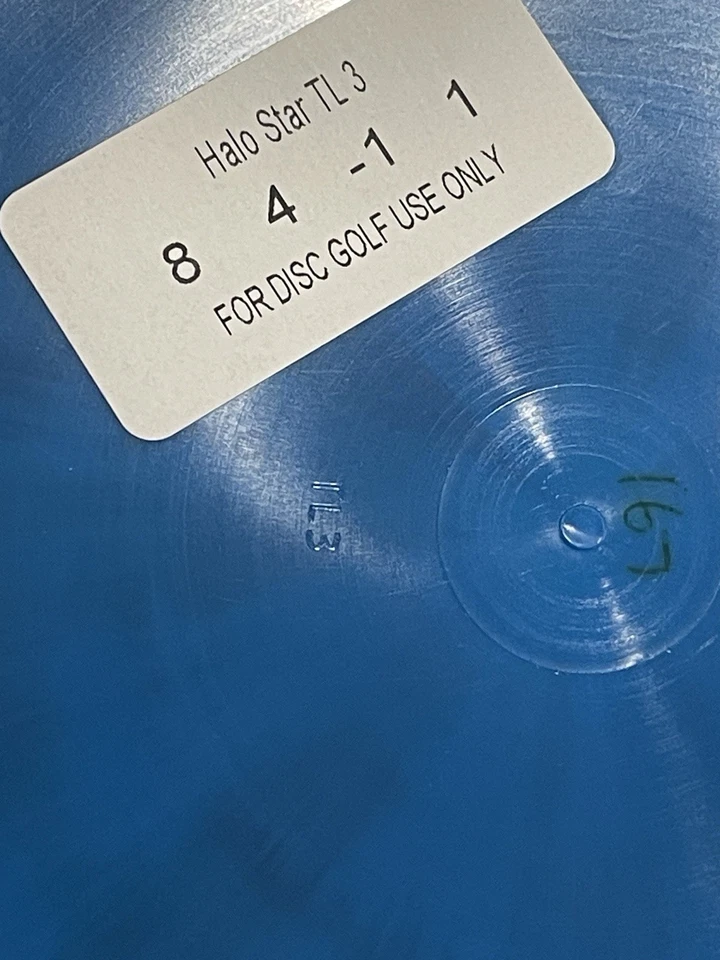 Halo Star TL 3
8 4 -1 1
FOR DISC GOLF USE ONLY
TL3
167